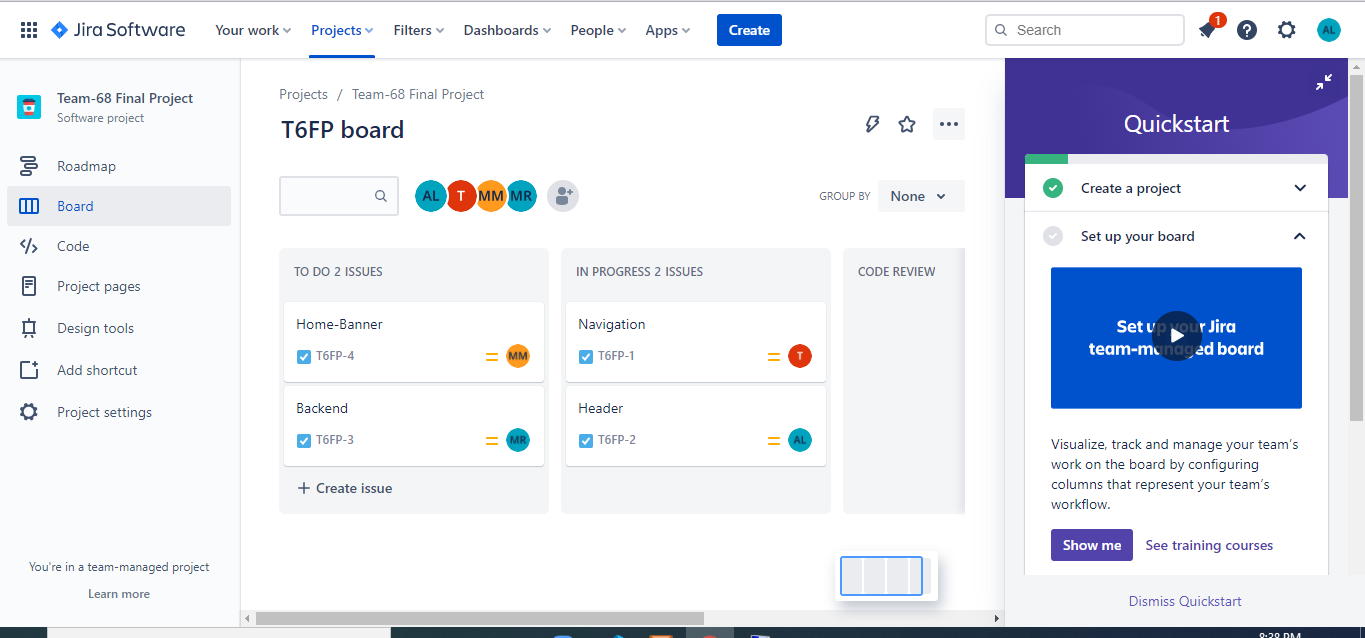 Jira Software
Your work
Projects
Filters
Dashboards
People
Apps
Create
Search
1
AL
Team-68 Final Project
Software project
Roadmap
Board
Code
Project pages
Design tools
Add shortcut
Project settings
You're in a team-managed project
Learn more
Projects / Team-68 Final Project
T6FP board
AL T MM MR
GROUP BY None
TO DO 2 ISSUES
Home-Banner
T6FP-4 MM
Backend
T6FP-3 MR
Create issue
IN PROGRESS 2 ISSUES
Navigation
T6FP-1 T
Header
T6FP-2 AL
CODE REVIEW
Quickstart
Create a project
Set up your board
Set up your Jira
team-managed board
Visualize, track and manage your team's
work on the board by configuring
columns that represent your team's
workflow.
Show me
See training courses
Dismiss Quickstart
8:38 PM